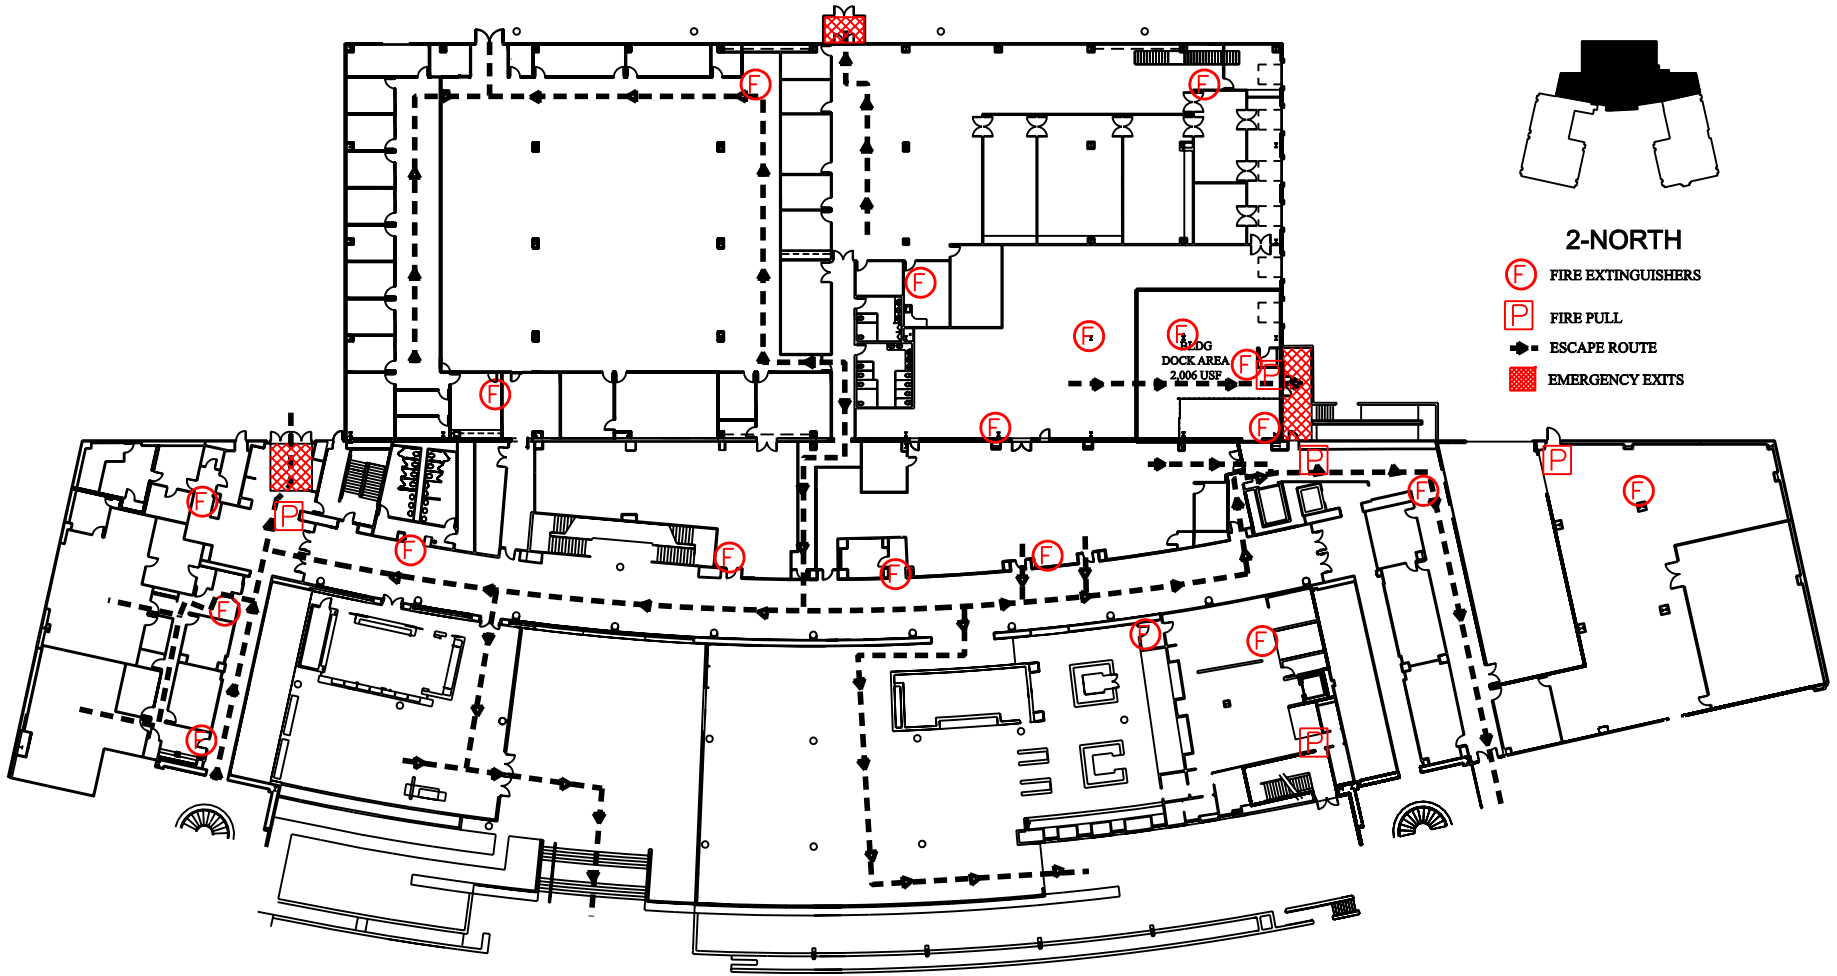 2-NORTH
F FIRE EXTINGUISHERS
P FIRE PULL
ESCAPE ROUTE
EMERGENCY EXITS
F
F
F
F
F
BLDG
DOCK AREA
2,006 USF
F
P
F
F
F
P
P
F
F
F
P
F
F
F
F
F
F
F
F
P